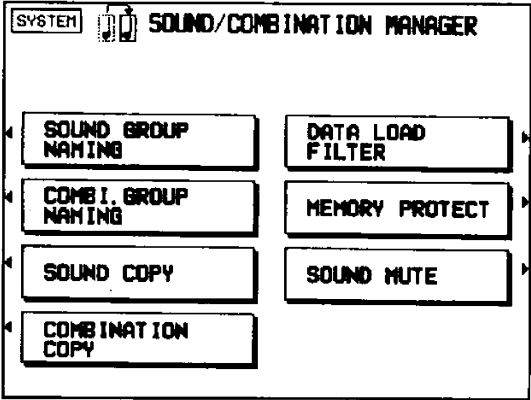 SYSTEM SOUND/COMBINATION MANAGER
SOUND GROUP
NAMING
COMBI.GROUP
NAMING
SOUND COPY
COMBINATION
COPY
DATA LOAD
FILTER
MEMORY PROTECT
SOUND MUTE